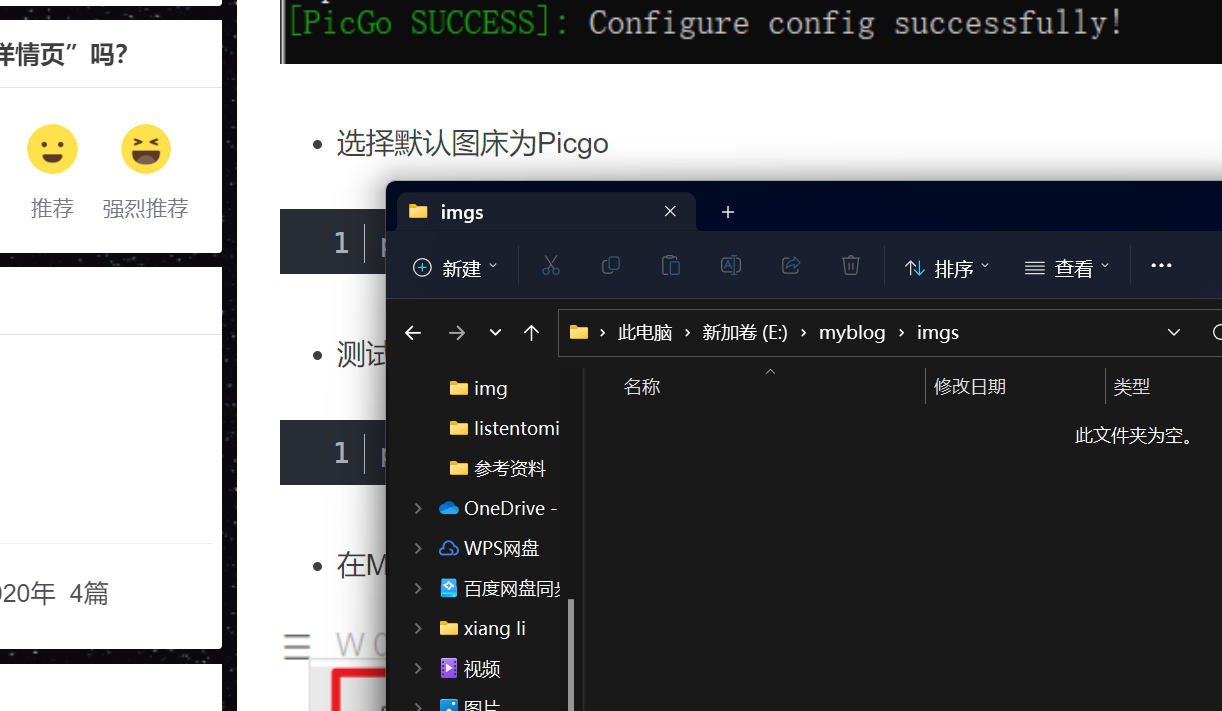 [PicGo SUCCESS]: Configure config successfully!
详情页”吗?
推荐 强烈推荐
选择默认图床为Picgo
1
测试
1
在M
020年 4篇
imgs
新建
排序
查看
此电脑 › 新加卷 (E:) › myblog › imgs
名称
修改日期
类型
此文件夹为空。
img
listentomi
参考资料
OneDrive -
WPS网盘
百度网盘同步
xiang li
视频
图片